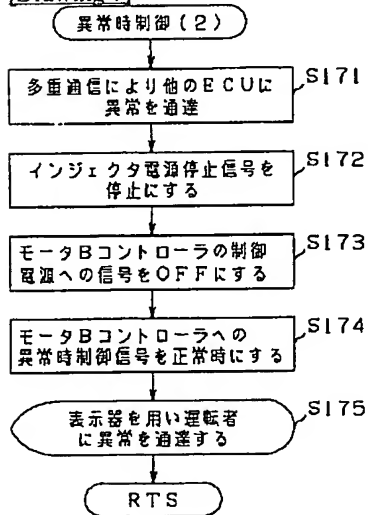 異常時制御(2)
多重通信により他のECUに
異常を通達
S171
インジェクタ電源停止信号を
停止にする
S172
モータBコントローラの制御
電源への信号をOFFにする
S173
モータBコントローラへの
異常時制御信号を正常時にする
S174
表示器を用い運転者
に異常を通達する
S175
RTS